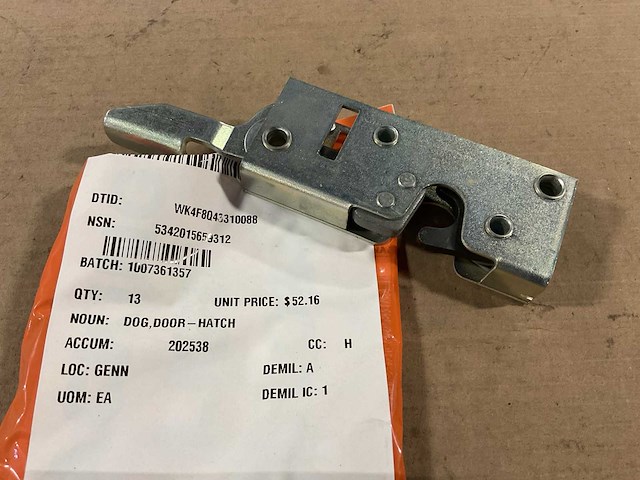 DTID: WK4F8043310088
NSN:
BATCH: 1007361357
QTY: 13 UNIT PRICE: $52.16
NOUN: DOG,DOOR–HATCH
ACCUM: 202538 CC: H
LOC: GENN DEMIL: A
UOM: EA DEMIL IC: 1